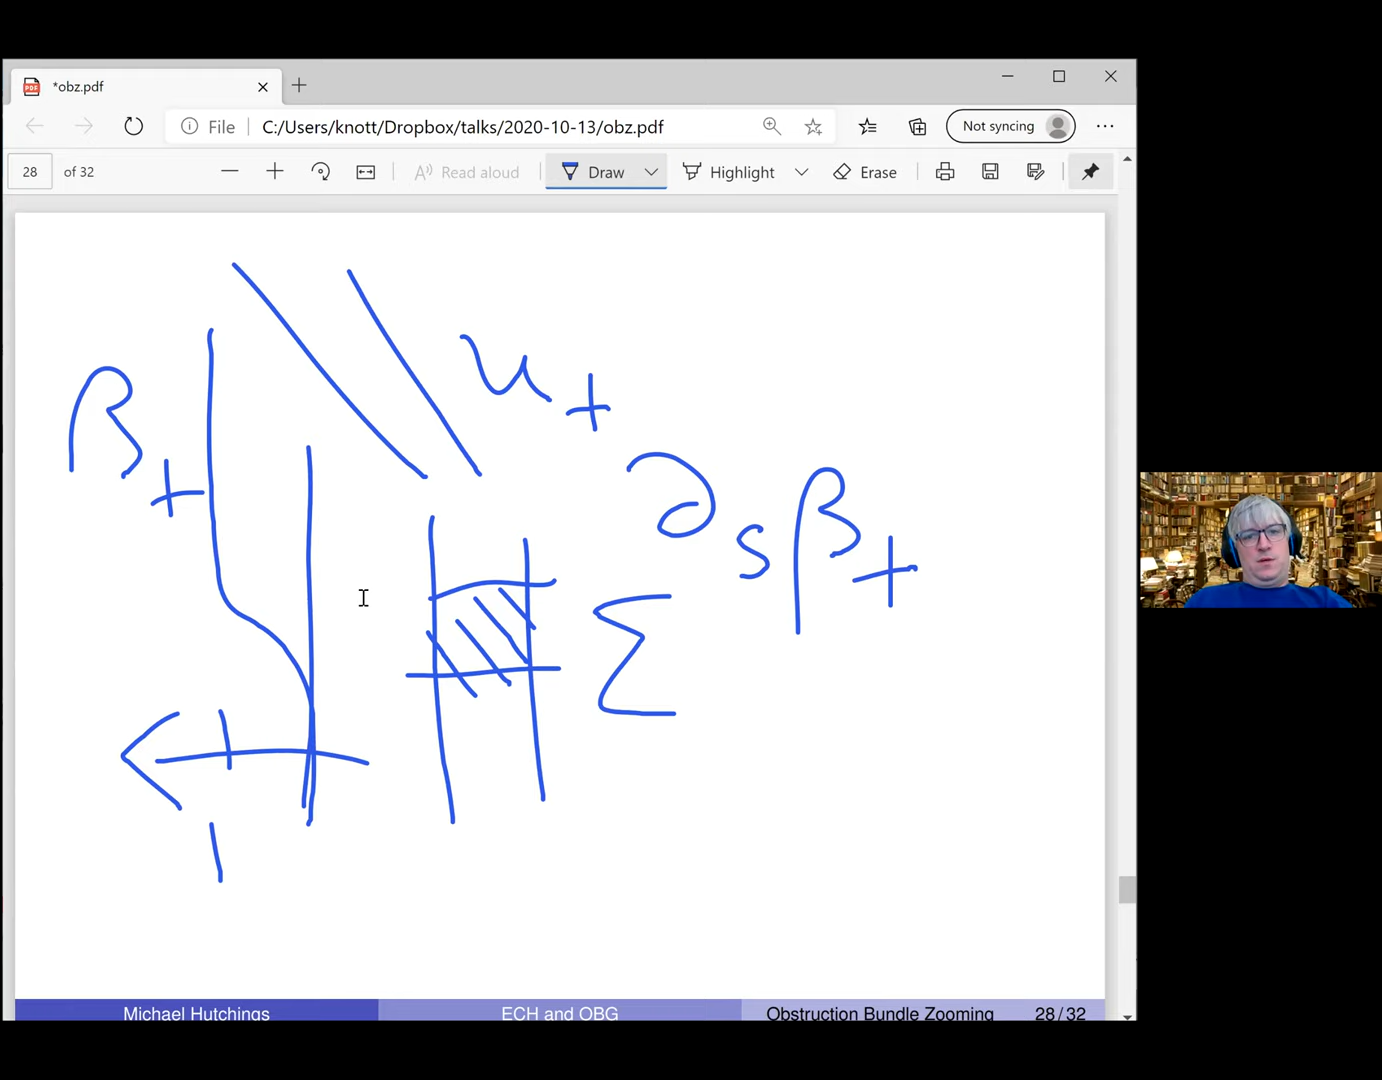 *obz.pdf
File C:/Users/knott/Dropbox/talks/2020-10-13/obz.pdf Not syncing
28 of 32 Read aloud Draw Highlight Erase
u+
β+
∂sβ+
Σ
1
Michael Hutchings ECH and OBG Obstruction Bundle Zooming 28/32